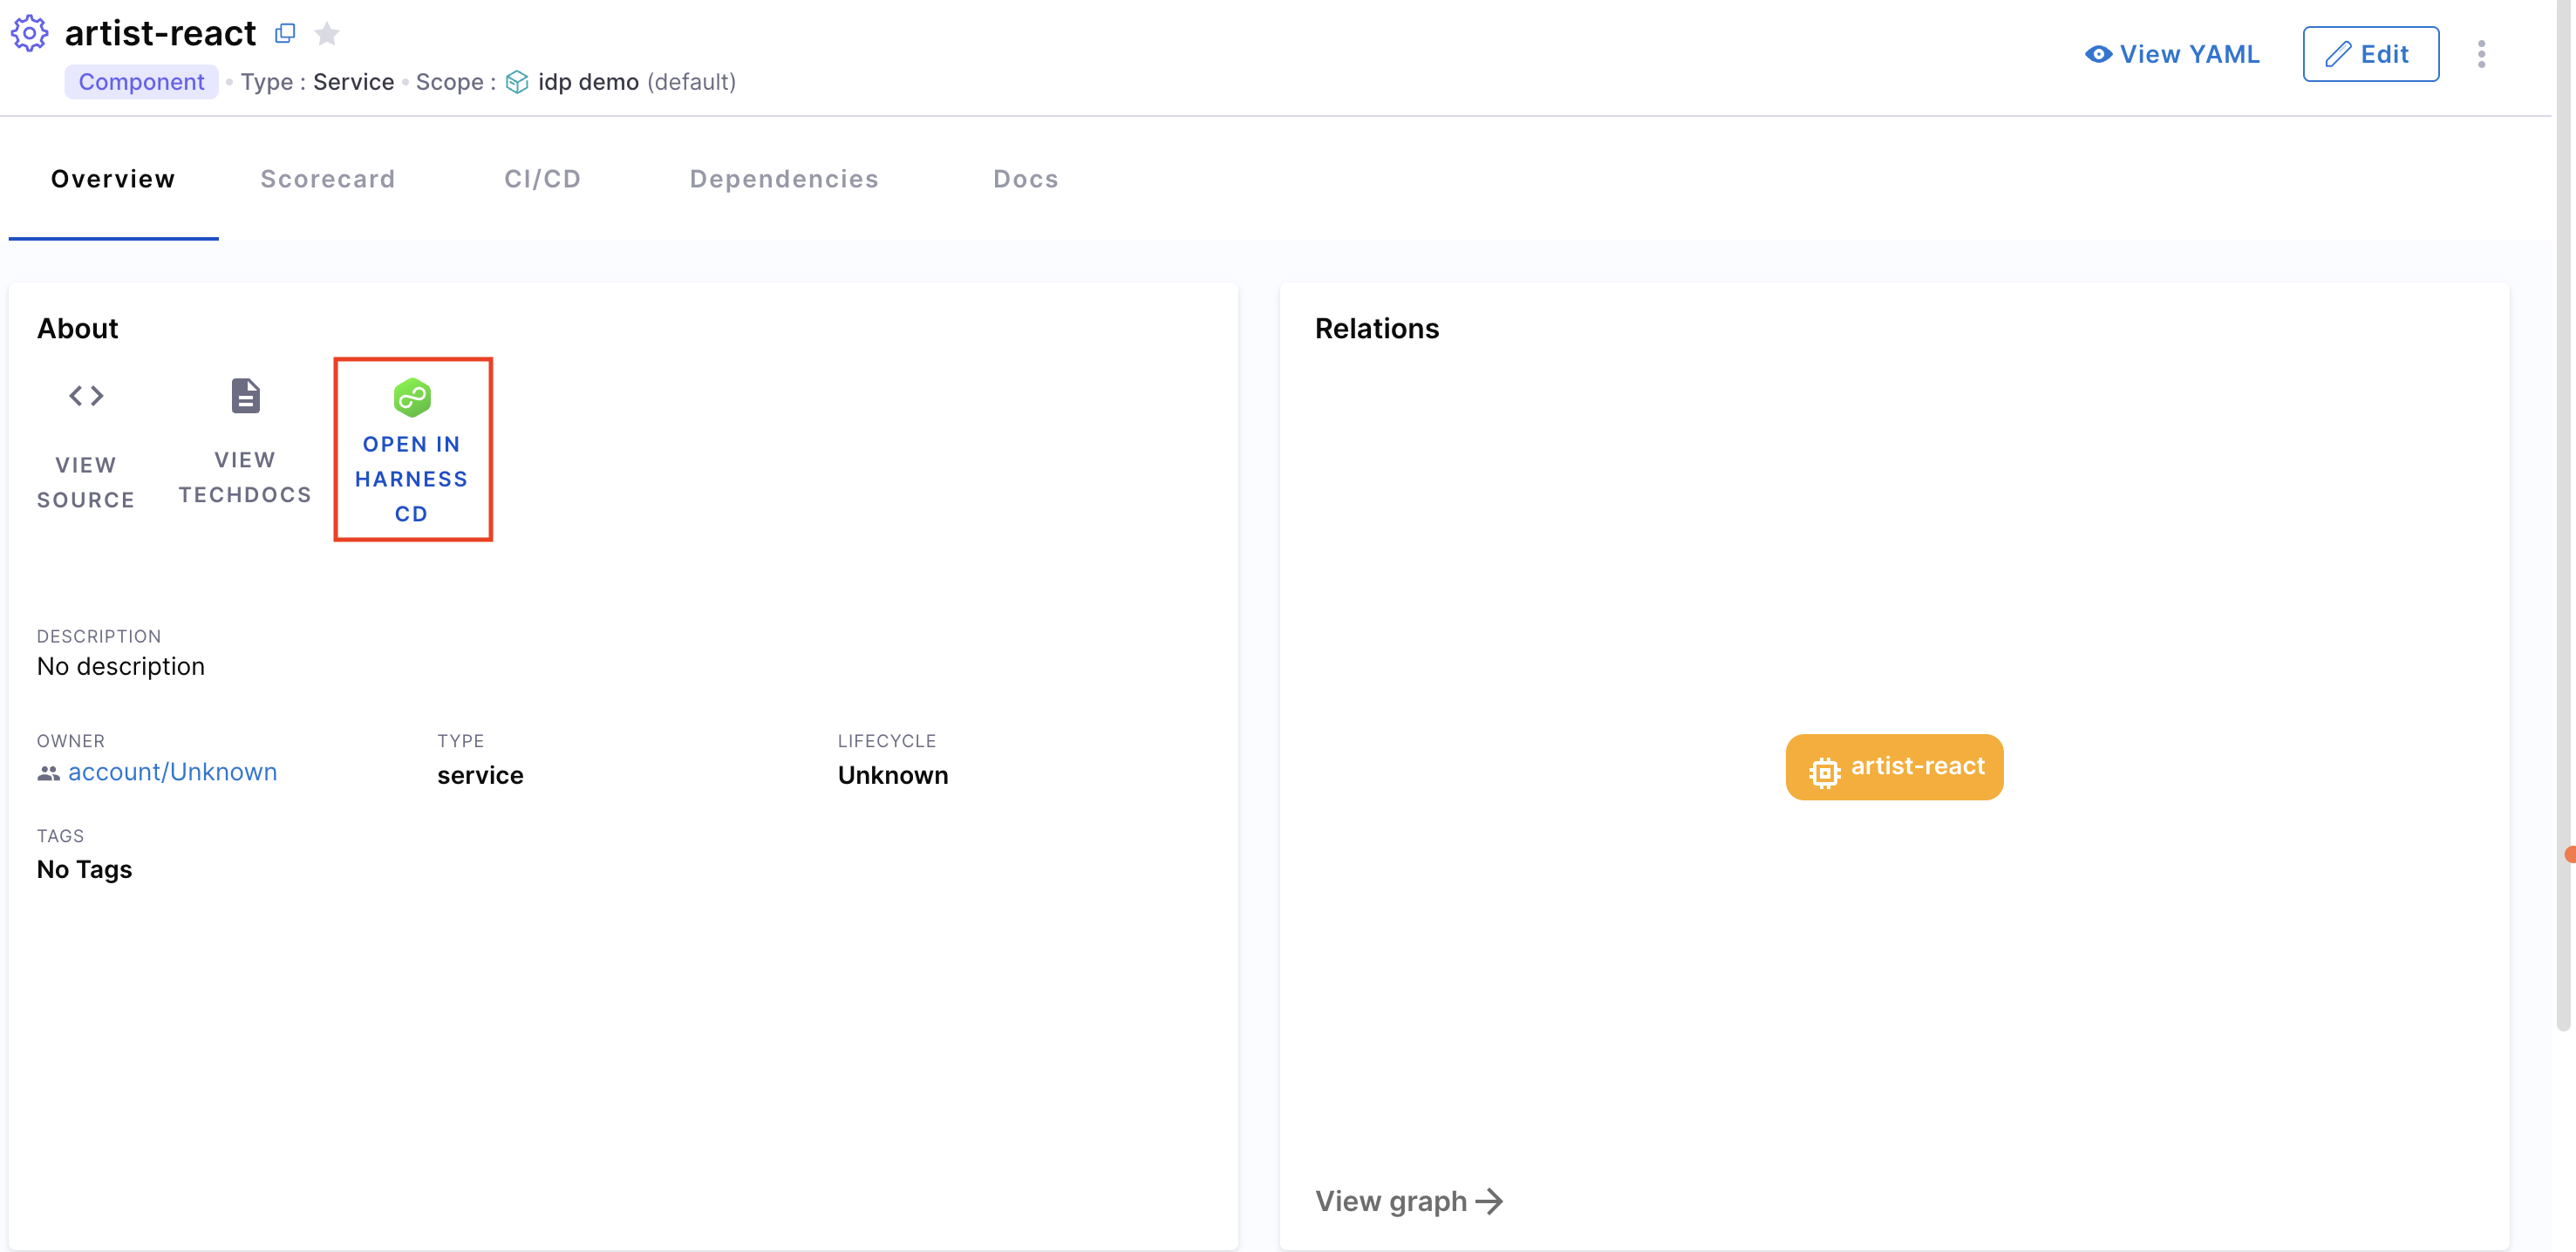 artist-react
View YAML
Edit
Component • Type : Service • Scope : idp demo (default)
Overview
Scorecard
CI/CD
Dependencies
Docs
About
VIEW
SOURCE
VIEW
TECHDOCS
OPEN IN
HARNESS
CD
DESCRIPTION
No description
OWNER
account/Unknown
TYPE
service
LIFECYCLE
Unknown
TAGS
No Tags
Relations
artist-react
View graph